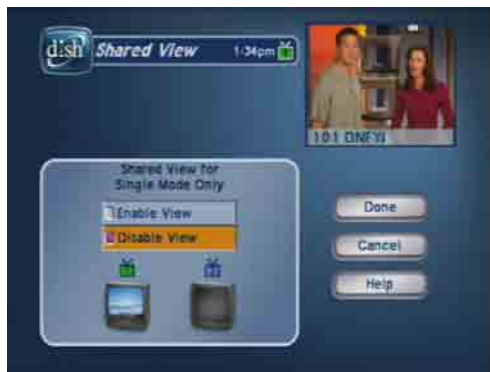 dish
Shared View
1:34pm
Shared View for
Single Mode Only
Enable View
Disable View
Done
Cancel
Help
101